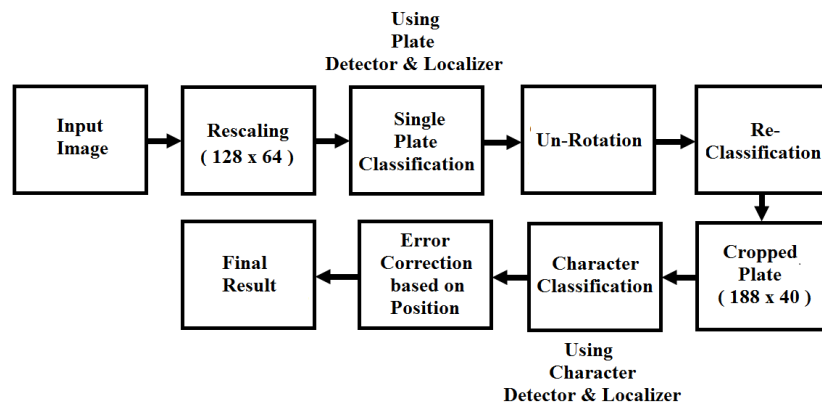 Using
Plate
Detector & Localizer
Input
Image
Rescaling
( 128 x 64 )
Single
Plate
Classification
Un-Rotation
Re-
Classification
Final
Result
Error
Correction
based on
Position
Character
Classification
Cropped
Plate
( 188 x 40 )
Using
Character
Detector & Localizer